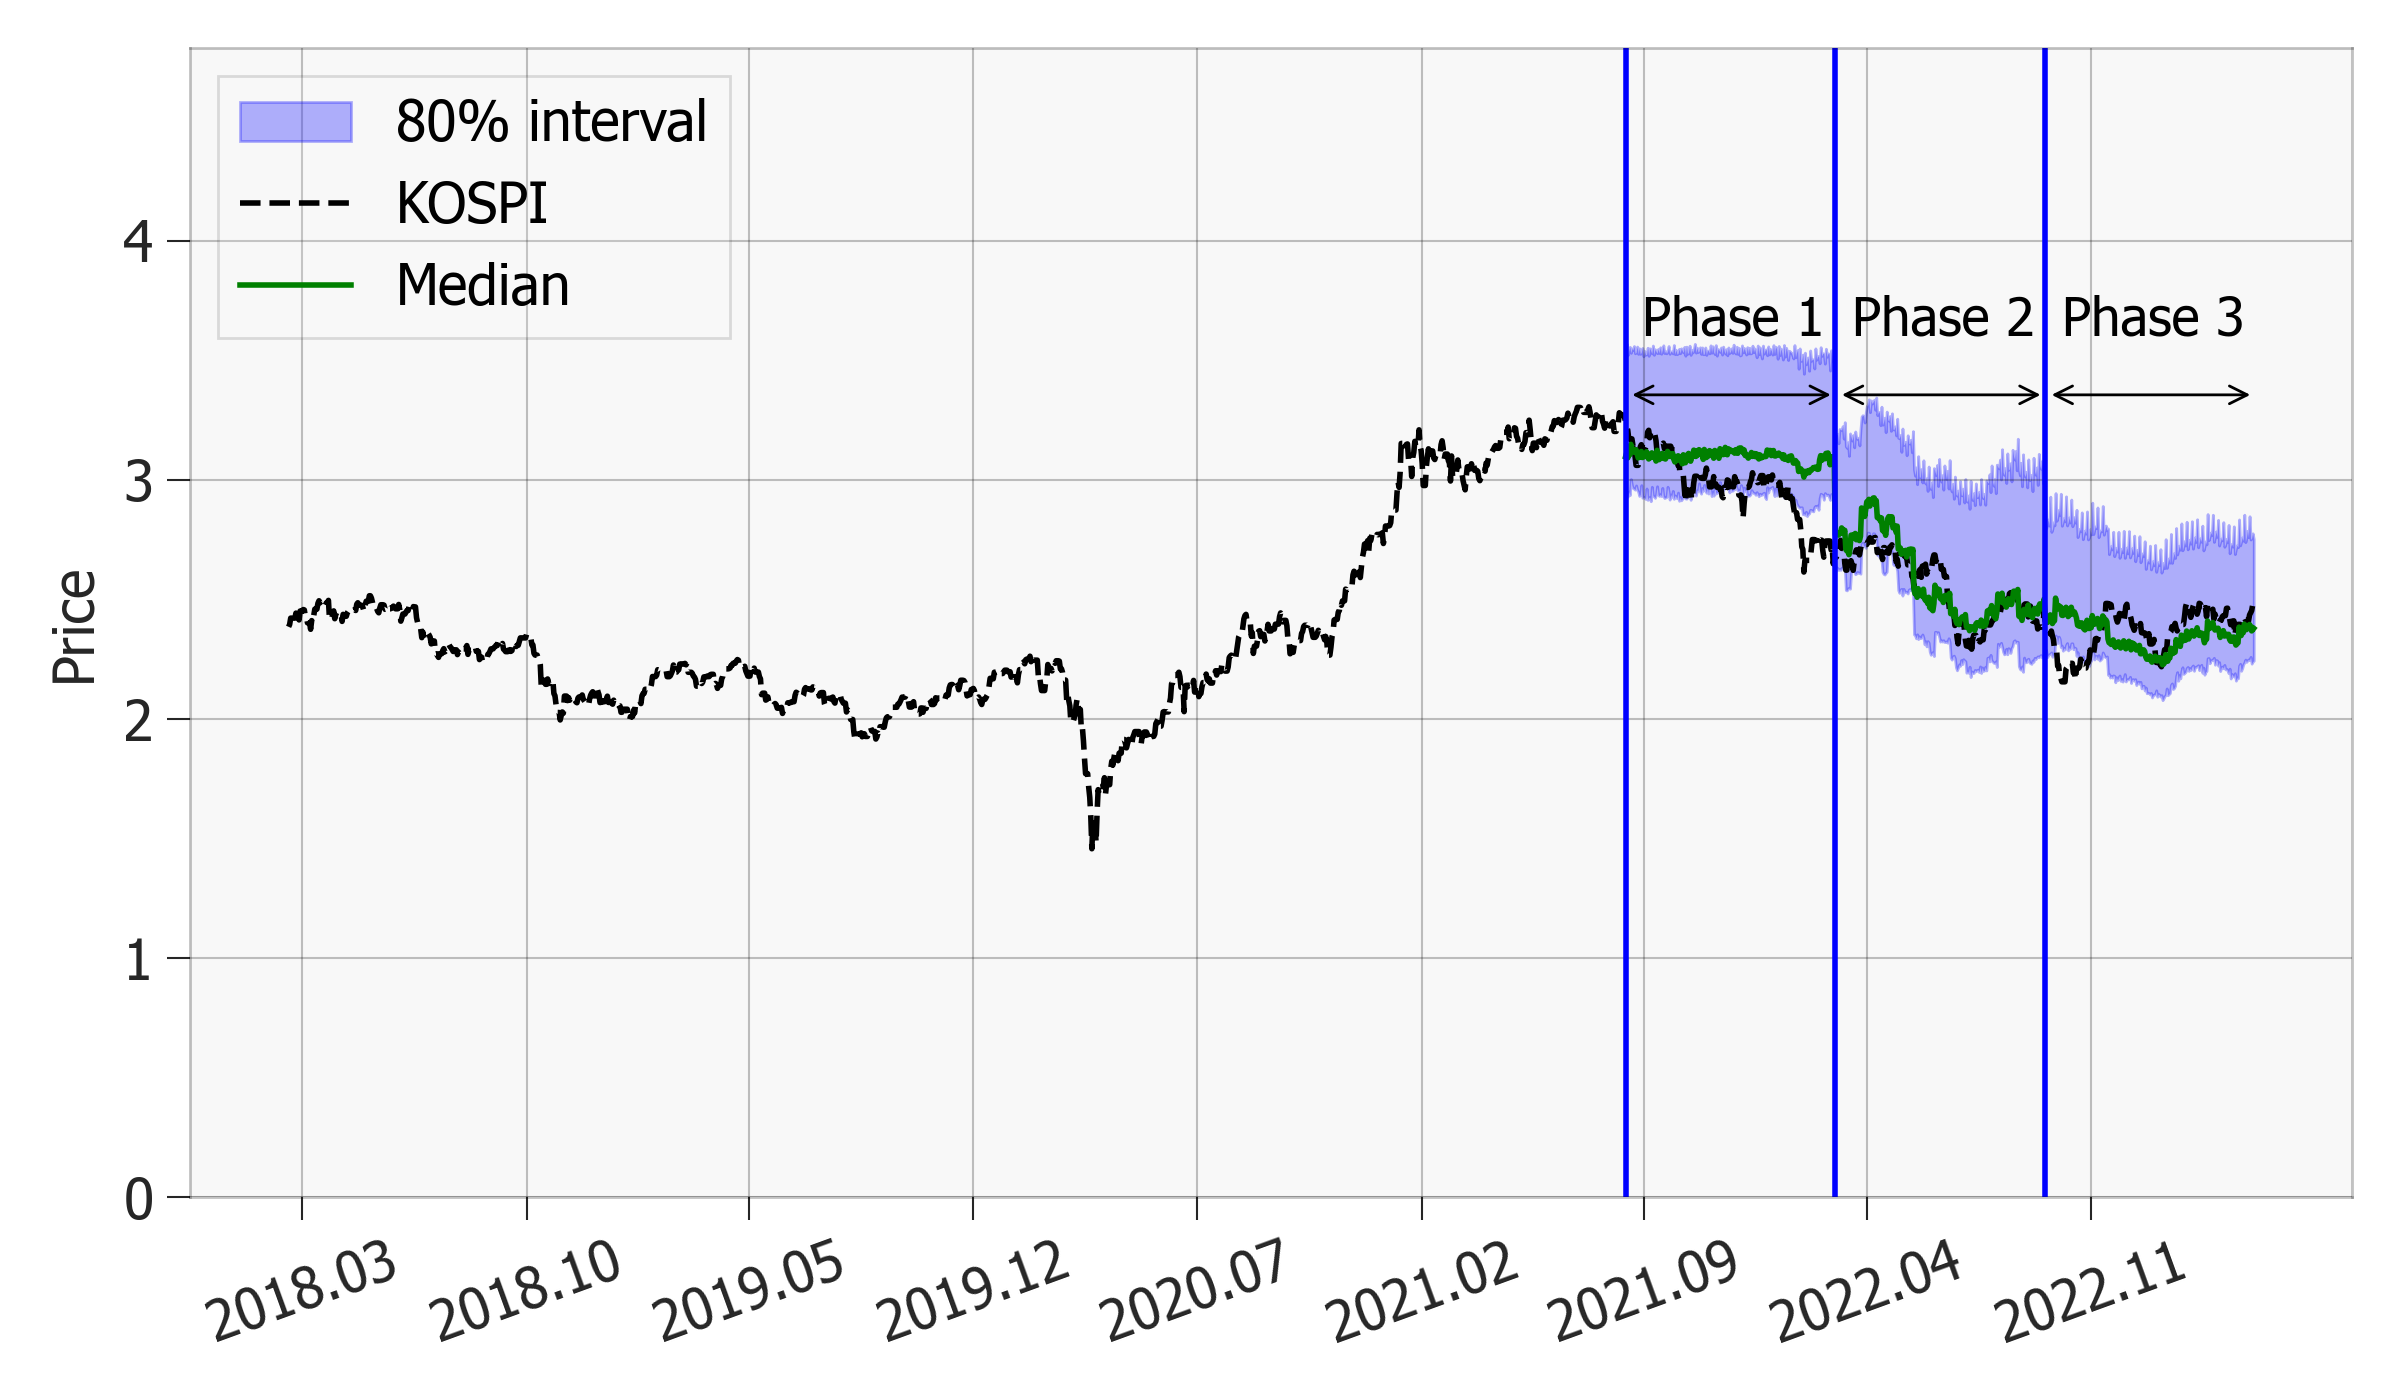 80% interval
KOSPI
Median
Phase 1
Phase 2
Phase 3
Price
4
3
2
1
0
2018.03
2018.10
2019.05
2019.12
2020.07
2021.02
2021.09
2022.04
2022.11